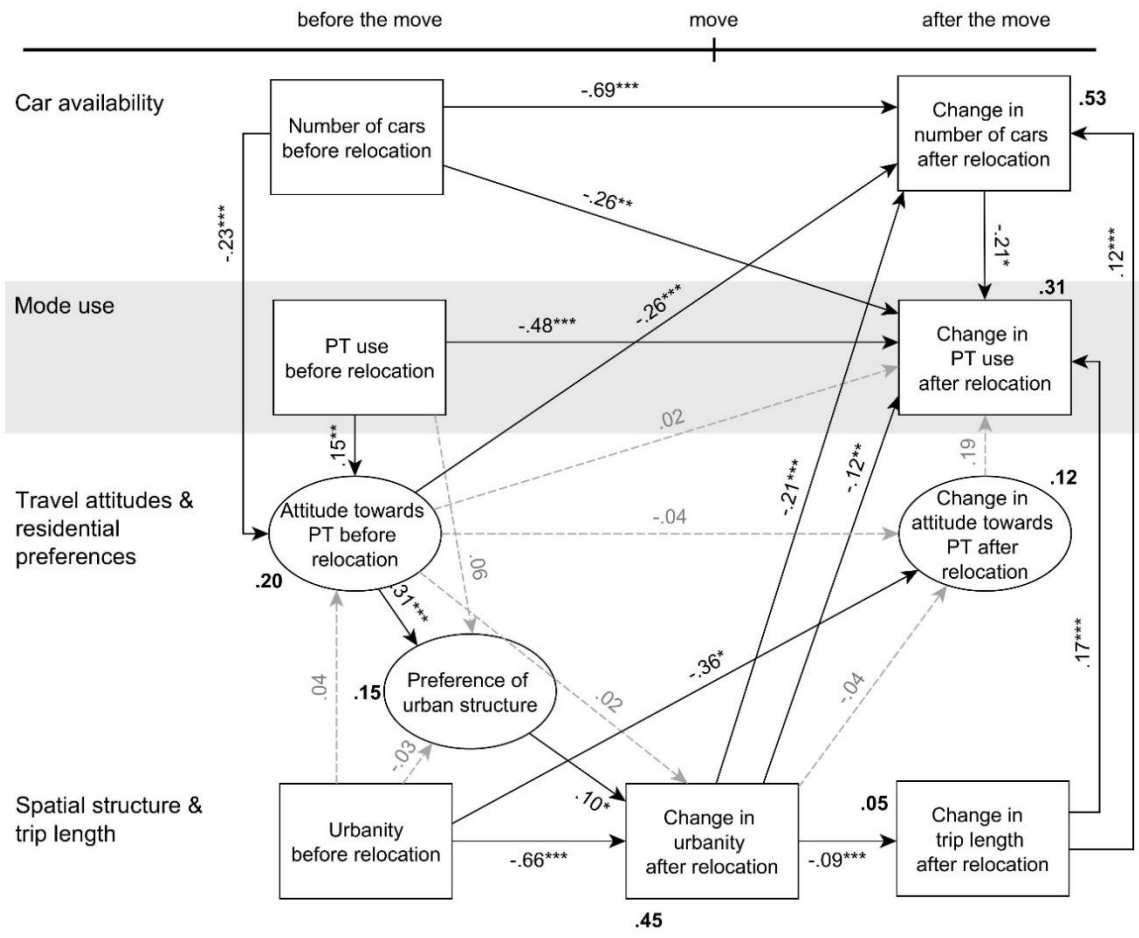 before the move
move
after the move
Car availability
Number of cars
before relocation
-.69***
Change in
number of cars
after relocation
.53
-.26**
-.23***
-.26***
-.21*
.12***
Mode use
PT use
before relocation
-.48***
Change in
PT use
after relocation
.31
.15**
.02
-.12**
.19
-.21***
Travel attitudes &
residential
preferences
Attitude towards
PT before
relocation
.20
-.04
Change in
attitude towards
PT after
relocation
.12
.06
.31***
.17***
.04
Preference of
urban structure
.15
-.36*
.02
-.04
-.03
.10*
Spatial structure &
trip length
Urbanity
before relocation
-.66***
Change in
urbanity
after relocation
.45
-.09***
.05
Change in
trip length
after relocation